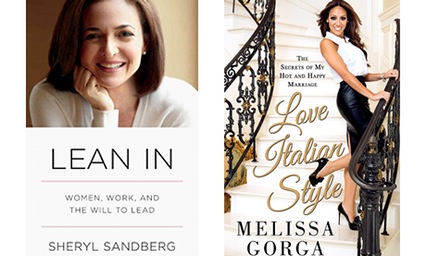 LEAN IN
WOMEN, WORK, AND
THE WILL TO LEAD
SHERYL SANDBERG
THE
SECRETS OF MY
HOT AND HAPPY
MARRIAGE
Love
Italian
Style
MELISSA
GORGA